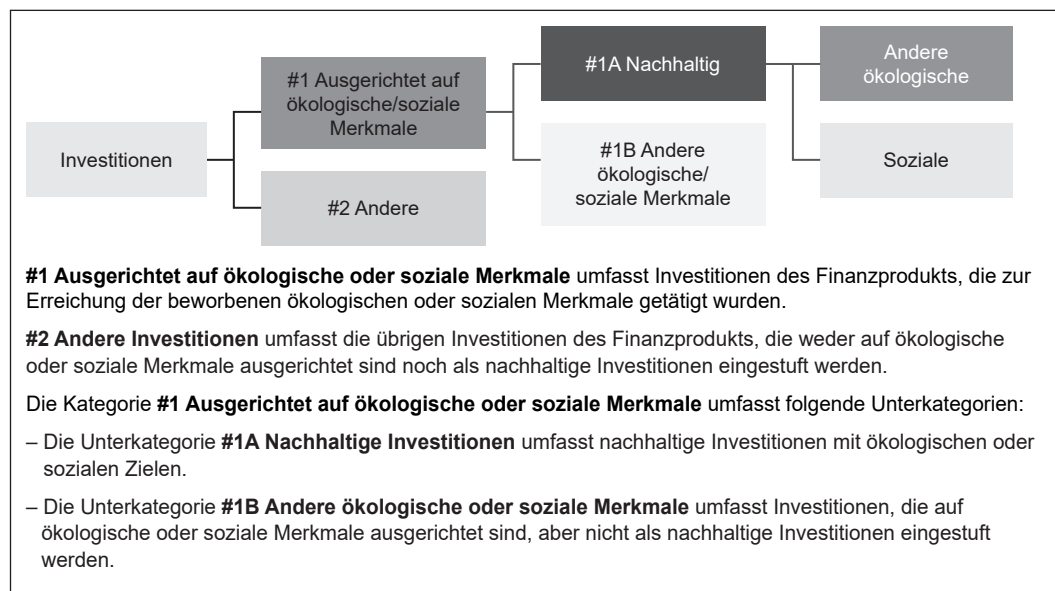 Investitionen
#1 Ausgerichtet auf
ökologische/soziale
Merkmale
#2 Andere
#1A Nachhaltig
#1B Andere
ökologische/
soziale Merkmale
Andere
ökologische
Soziale
#1 Ausgerichtet auf ökologische oder soziale Merkmale umfasst Investitionen des Finanzprodukts, die zur
Erreichung der beworbenen ökologischen oder sozialen Merkmale getätigt wurden.
#2 Andere Investitionen umfasst die übrigen Investitionen des Finanzprodukts, die weder auf ökologische
oder soziale Merkmale ausgerichtet sind noch als nachhaltige Investitionen eingestuft werden.
Die Kategorie #1 Ausgerichtet auf ökologische oder soziale Merkmale umfasst folgende Unterkategorien:
– Die Unterkategorie #1A Nachhaltige Investitionen umfasst nachhaltige Investitionen mit ökologischen oder
sozialen Zielen.
– Die Unterkategorie #1B Andere ökologische oder soziale Merkmale umfasst Investitionen, die auf
ökologische oder soziale Merkmale ausgerichtet sind, aber nicht als nachhaltige Investitionen eingestuft
werden.